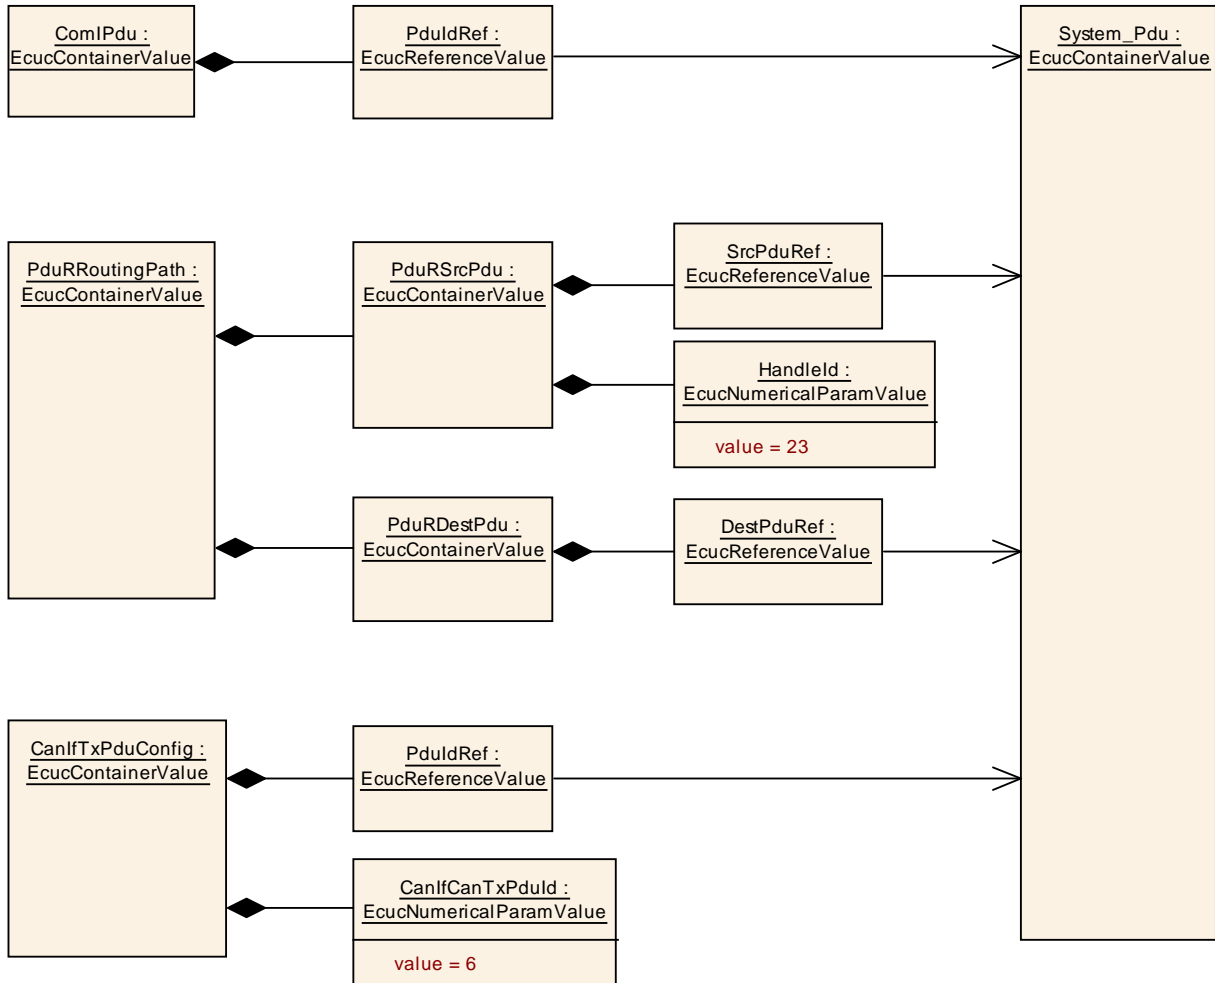 ComIPdu :
EcucContainerValue
PduIdRef :
EcucReferenceValue
System_Pdu :
EcucContainerValue
PduRRoutingPath :
EcucContainerValue
PduRSrcPdu :
EcucContainerValue
SrcPduRef :
EcucReferenceValue
HandleId :
EcucNumericalParamValue
value = 23
PduRDestPdu :
EcucContainerValue
DestPduRef :
EcucReferenceValue
CanIfTxPduConfig :
EcucContainerValue
PduIdRef :
EcucReferenceValue
CanIfCanTxPduId :
EcucNumericalParamValue
value = 6